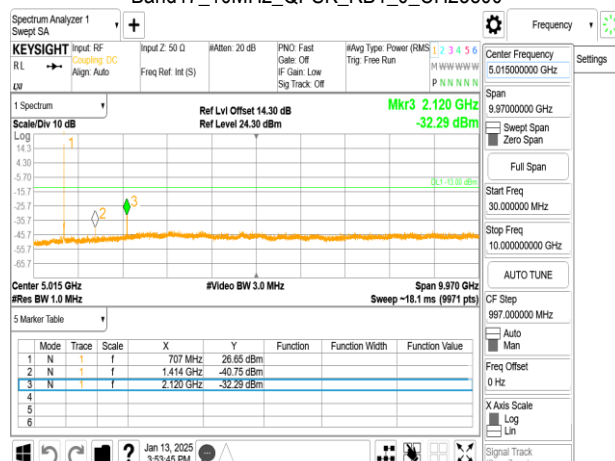 Spectrum Analyzer 1
Swept SA
Frequency
Settings
KEYSIGHT
RL
Input: RF
Coupling: DC
Align: Auto
Input Z: 50 Ω
Freq Ref: Int (S)
#Atten: 20 dB
PNO: Fast
Gate: Off
IF Gain: Low
Sig Track: Off
#Avg Type: Power (RMS
Trig: Free Run
1 2 3 4 5 6
M W W W W W
P N N N N N
1 Spectrum
Scale/Div 10 dB
Ref Lvl Offset 14.30 dB
Ref Level 24.30 dBm
Mkr3 2.120 GHz
-32.29 dBm
Log
14.3
4.30
-5.70
-15.7
-25.7
-35.7
-45.7
-55.7
-65.7
1
2
3
DL1 -13.00 dBm
Center 5.015 GHz
#Res BW 1.0 MHz
#Video BW 3.0 MHz
Span 9.970 GHz
Sweep ~18.1 ms (9971 pts)
5 Marker Table
Mode Trace Scale X Y Function Function Width Function Value
1 N 1 f 707 MHz 26.65 dBm
2 N 1 f 1.414 GHz -40.75 dBm
3 N 1 f 2.120 GHz -32.29 dBm
4
5
6
Jan 13, 2025
3:53:45 PM
Center Frequency
5.015000000 GHz
Span
9.97000000 GHz
Swept Span
Zero Span
Full Span
Start Freq
30.000000 MHz
Stop Freq
10.000000000 GHz
AUTO TUNE
CF Step
997.000000 MHz
Auto
Man
Freq Offset
0 Hz
X Axis Scale
Log
Lin
Signal Track